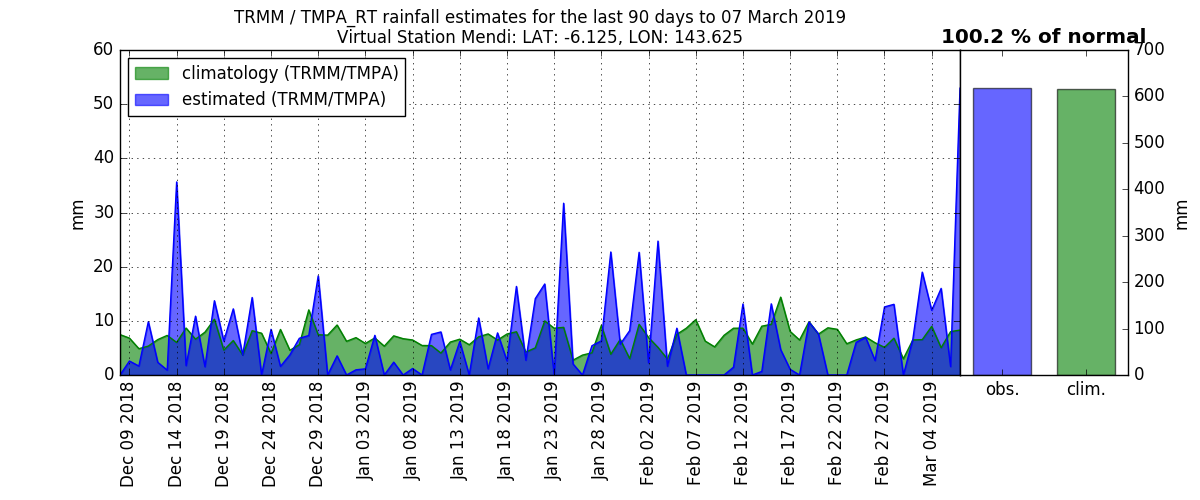 TRMM / TMPA_RT rainfall estimates for the last 90 days to 07 March 2019
Virtual Station Mendi: LAT: -6.125, LON: 143.625
100.2 % of normal
climatology (TRMM/TMPA)
estimated (TRMM/TMPA)
60
50
40
30
20
10
0
mm
700
600
500
400
300
200
100
0
mm
Dec 09 2018
Dec 14 2018
Dec 19 2018
Dec 24 2018
Dec 29 2018
Jan 03 2019
Jan 08 2019
Jan 13 2019
Jan 18 2019
Jan 23 2019
Jan 28 2019
Feb 02 2019
Feb 07 2019
Feb 12 2019
Feb 17 2019
Feb 22 2019
Feb 27 2019
Mar 04 2019
obs.
clim.